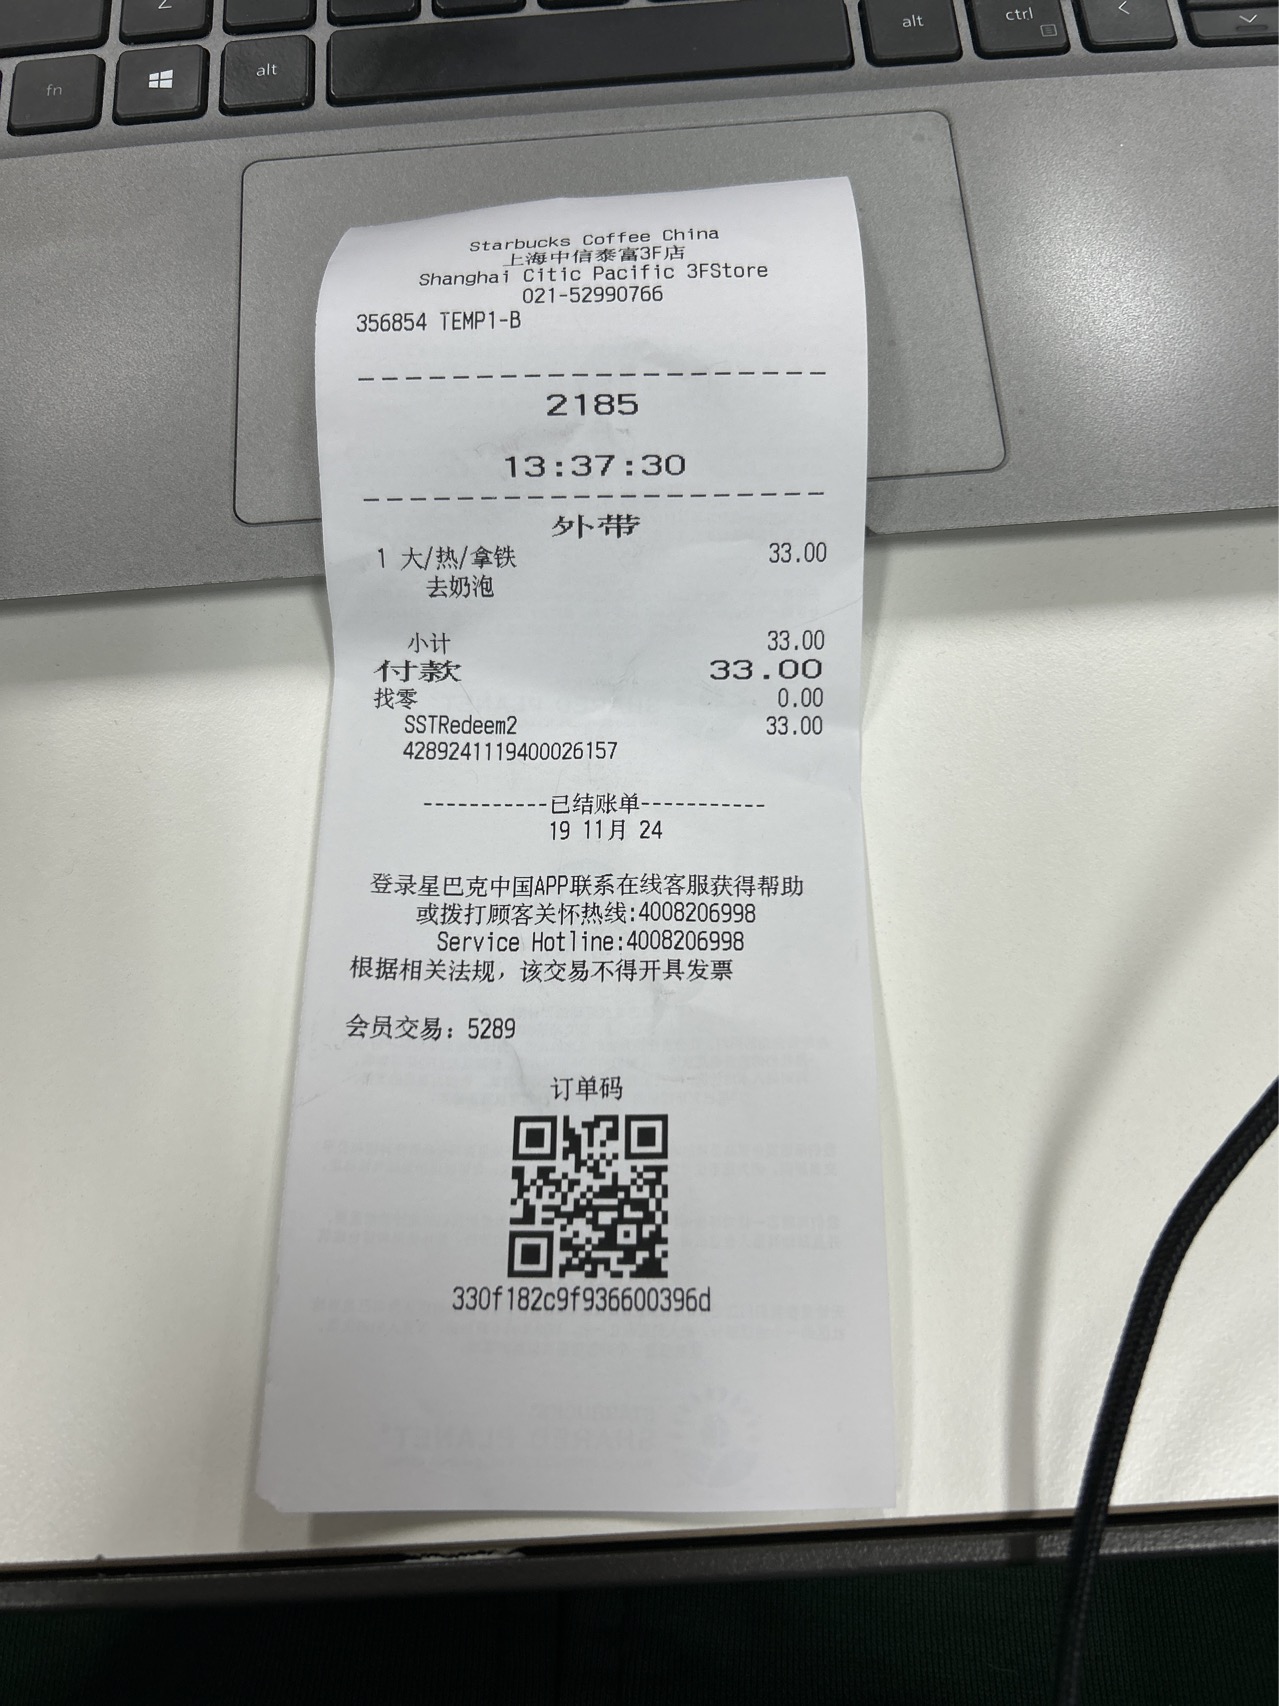 Z
alt
ctrl
<
fn
alt
Starbucks Coffee China
上海中信泰富3F店
Shanghai Citic Pacific 3FStore
021-52990766
356854 TEMP1-B
--------------------
2185
13:37:30
--------------------
外带
1 大/热/拿铁 33.00
去奶泡
小计 33.00
付款 33.00
找零 0.00
SSTRedeem2 33.00
4289241119400026157
-----------已结账单-----------
19 11月 24
登录星巴克中国APP联系在线客服获得帮助
或拨打顾客关怀热线:4008206998
Service Hotline:4008206998
根据相关法规，该交易不得开具发票
会员交易：5289
订单码
330f182c9f936600396d